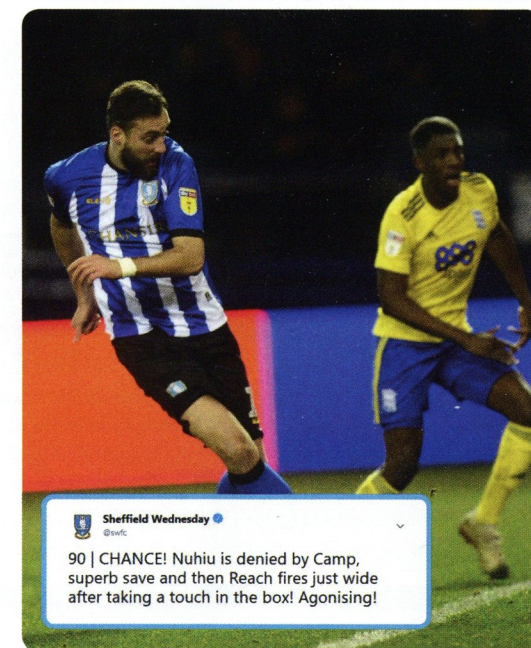 CHANSIRI
Sheffield Wednesday
@swfc
90 | CHANCE! Nuhiu is denied by Camp,
superb save and then Reach fires just wide
after taking a touch in the box! Agonising!